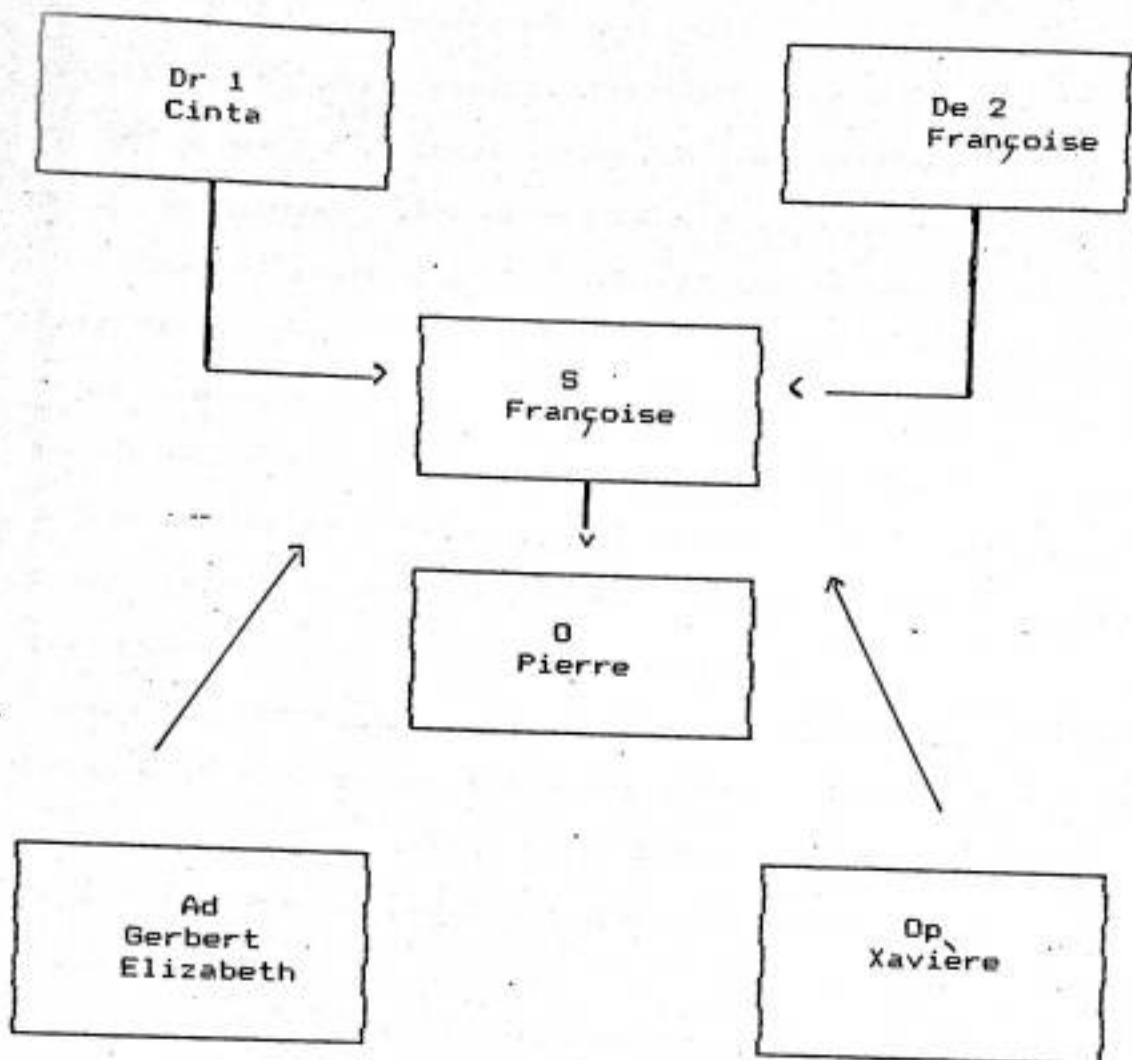 Dr 1
Cinta
De 2
Françoise
S
Françoise
O
Pierre
Ad
Gerbert
Elizabeth
Op
Xavière